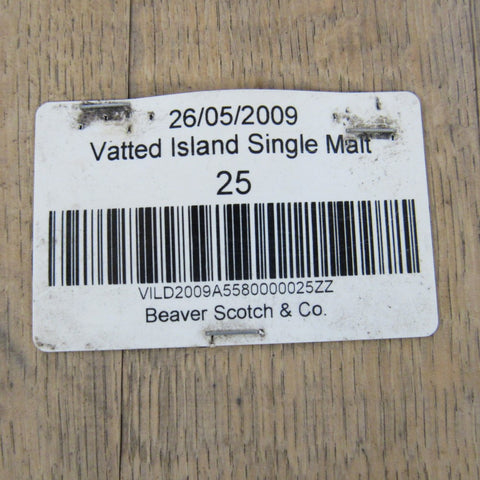 26/05/2009
Vatted Island Single Malt
25
VILD2009A5580000025ZZ
Beaver Scotch & Co.